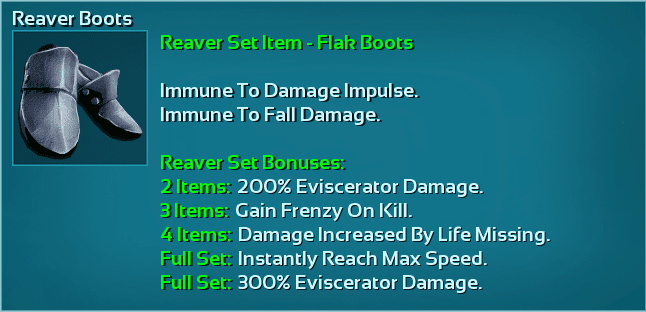 Reaver Boots
Reaver Set Item - Flak Boots
Immune To Damage Impulse.
Immune To Fall Damage.
Reaver Set Bonuses:
2 Items: 200% Eviscerator Damage.
3 Items: Gain Frenzy On Kill.
4 Items: Damage Increased By Life Missing.
Full Set: Instantly Reach Max Speed.
Full Set: 300% Eviscerator Damage.